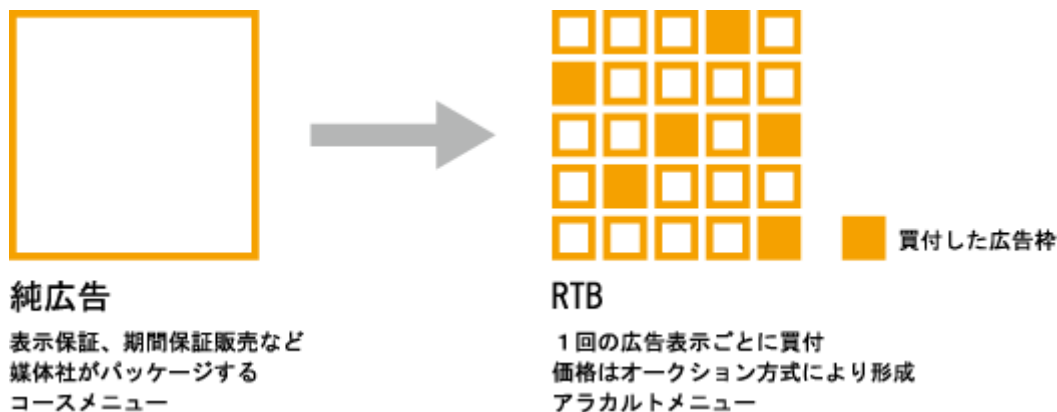 買付した広告枠
純広告
表示保証、期間保証販売など
媒体社がパッケージする
コースメニュー
RTB
１回の広告表示ごとに買付
価格はオークション方式により形成
アラカルトメニュー